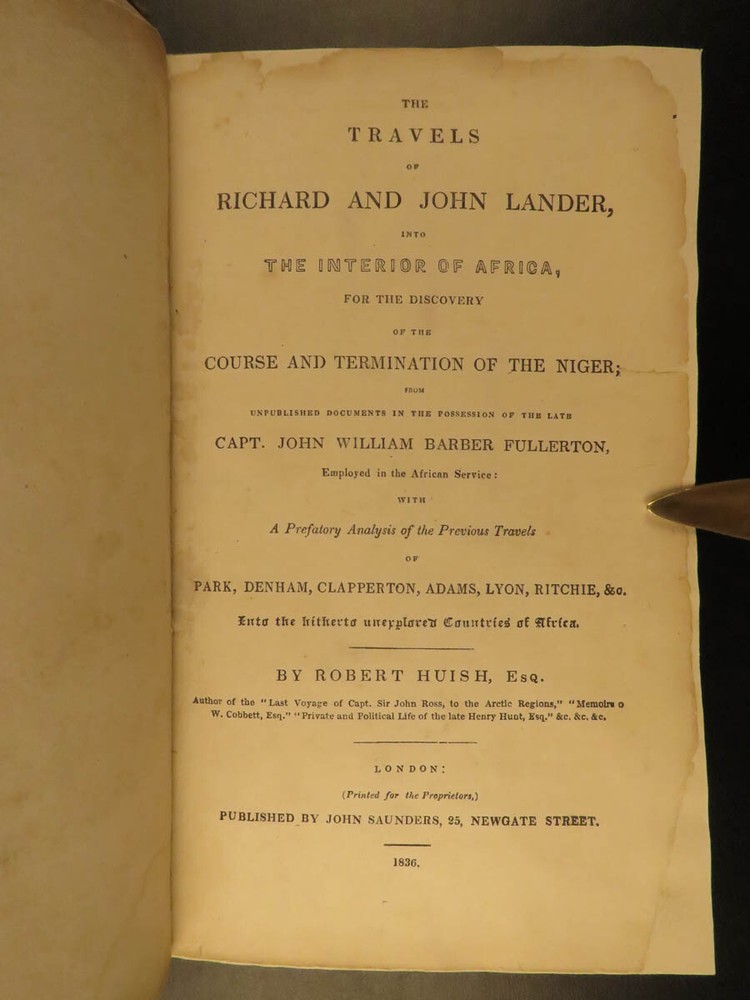 THE
TRAVELS
OF
RICHARD AND JOHN LANDER,
INTO
THE INTERIOR OF AFRICA,
FOR THE DISCOVERY
OF THE
COURSE AND TERMINATION OF THE NIGER;
FROM
UNPUBLISHED DOCUMENTS IN THE POSSESSION OF THE LATE
CAPT. JOHN WILLIAM BARBER FULLERTON,
Employed in the African Service:
WITH
A Prefatory Analysis of the Previous Travels
OF
PARK, DENHAM, CLAPPERTON, ADAMS, LYON, RITCHIE, &c.
Into the hitherto unexplored Countries of Africa.
BY ROBERT HUISH, Esq.
Author of the "Last Voyage of Capt. Sir John Ross, to the Arctic Regions," "Memoirs o
W. Cobbett, Esq." "Private and Political Life of the late Henry Hunt, Esq." &c. &c. &c.
LONDON:
(Printed for the Proprietors,)
PUBLISHED BY JOHN SAUNDERS, 25, NEWGATE STREET.
1836.